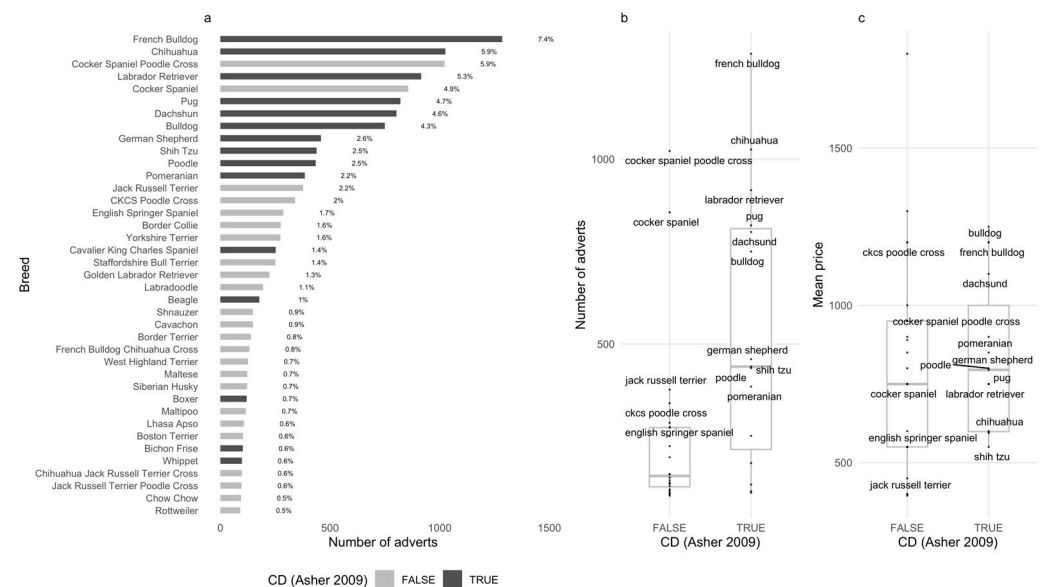 a
Breed
French Bulldog 7.4%
Chihuahua 5.9%
Cocker Spaniel Poodle Cross 5.9%
Labrador Retriever 5.3%
Cocker Spaniel 4.9%
Pug 4.7%
Dachshun 4.6%
Bulldog 4.3%
German Shepherd 2.6%
Shih Tzu 2.5%
Poodle 2.5%
Pomeranian 2.2%
Jack Russell Terrier 2.2%
CKCS Poodle Cross 2%
English Springer Spaniel 1.7%
Border Collie 1.6%
Yorkshire Terrier 1.6%
Cavalier King Charles Spaniel 1.4%
Staffordshire Bull Terrier 1.4%
Golden Labrador Retriever 1.3%
Labradoodle 1.1%
Beagle 1%
Shnauzer 0.9%
Cavachon 0.9%
Border Terrier 0.8%
French Bulldog Chihuahua Cross 0.8%
West Highland Terrier 0.7%
Maltese 0.7%
Siberian Husky 0.7%
Boxer 0.7%
Maltipoo 0.7%
Lhasa Apso 0.6%
Boston Terrier 0.6%
Bichon Frise 0.6%
Whippet 0.6%
Chihuahua Jack Russell Terrier Cross 0.6%
Jack Russell Terrier Poodle Cross 0.6%
Chow Chow 0.5%
Rottweiler 0.5%
0 500 1000 1500
Number of adverts
CD (Asher 2009) FALSE TRUE
b
Number of adverts
1000
500
french bulldog
chihuahua
cocker spaniel poodle cross
labrador retriever
pug
cocker spaniel
dachsund
bulldog
german shepherd
shih tzu
poodle
jack russell terrier
pomeranian
ckcs poodle cross
english springer spaniel
FALSE TRUE
CD (Asher 2009)
c
Mean price
1500
1000
500
bulldog
ckcs poodle cross
french bulldog
dachsund
cocker spaniel poodle cross
pomeranian
german shepherd
poodle
pug
cocker spaniel
labrador retriever
chihuahua
english springer spaniel
shih tzu
jack russell terrier
FALSE TRUE
CD (Asher 2009)